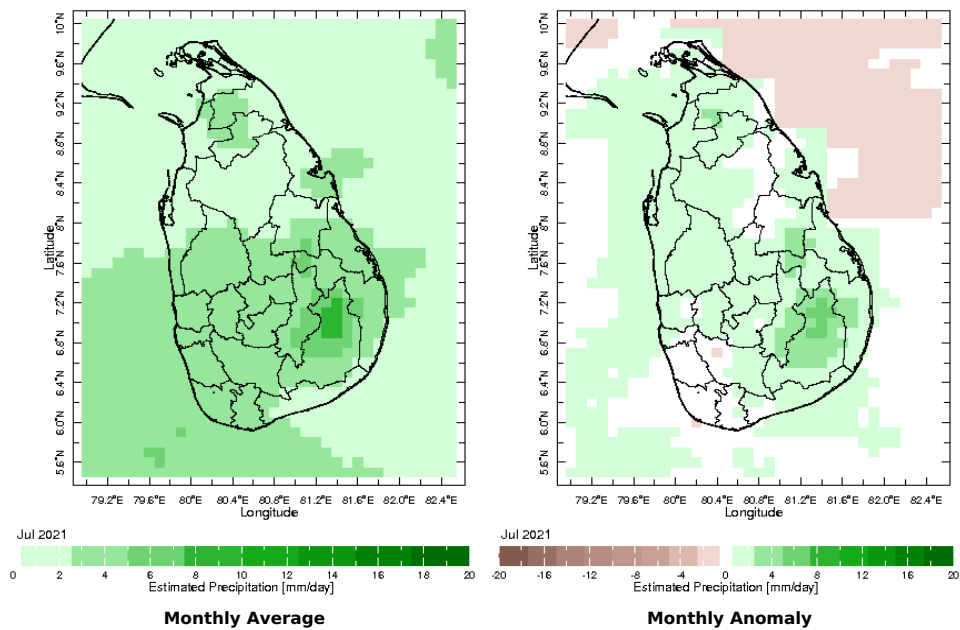 10°N
9.6°N
9.2°N
8.8°N
8.4°N
8°N
7.6°N
7.2°N
6.8°N
6.4°N
6.0°N
5.6°N
Latitude
79.2°E 79.6°E 80°E 80.4°E 80.8°E 81.2°E 81.6°E 82.0°E 82.4°E
Longitude
Jul 2021
0 2 4 6 8 10 12 14 16 18 20
Estimated Precipitation [mm/day]
Monthly Average
10°N
9.6°N
9.2°N
8.8°N
8.4°N
8°N
7.6°N
7.2°N
6.8°N
6.4°N
6.0°N
5.6°N
Latitude
79.2°E 79.6°E 80°E 80.4°E 80.8°E 81.2°E 81.6°E 82.0°E 82.4°E
Longitude
Jul 2021
-20 -16 -12 -8 -4 0 4 8 12 16 20
Estimated Precipitation [mm/day]
Monthly Anomaly